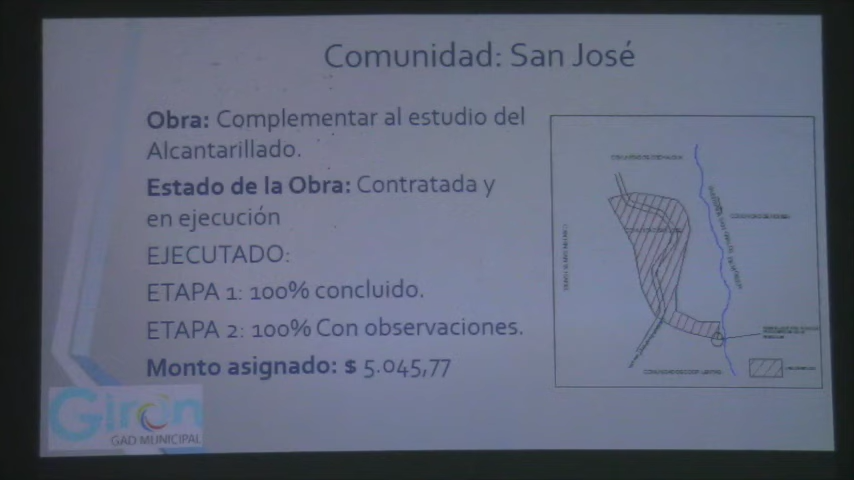 Comunidad: San José
Obra: Complementar al estudio del
Alcantarillado.
Estado de la Obra: Contratada y
en ejecución
EJECUTADO:
ETAPA 1: 100% concluido.
ETAPA 2: 100% Con observaciones.
Monto asignado: $ 5.045,77
Girón
GAD MUNICIPAL